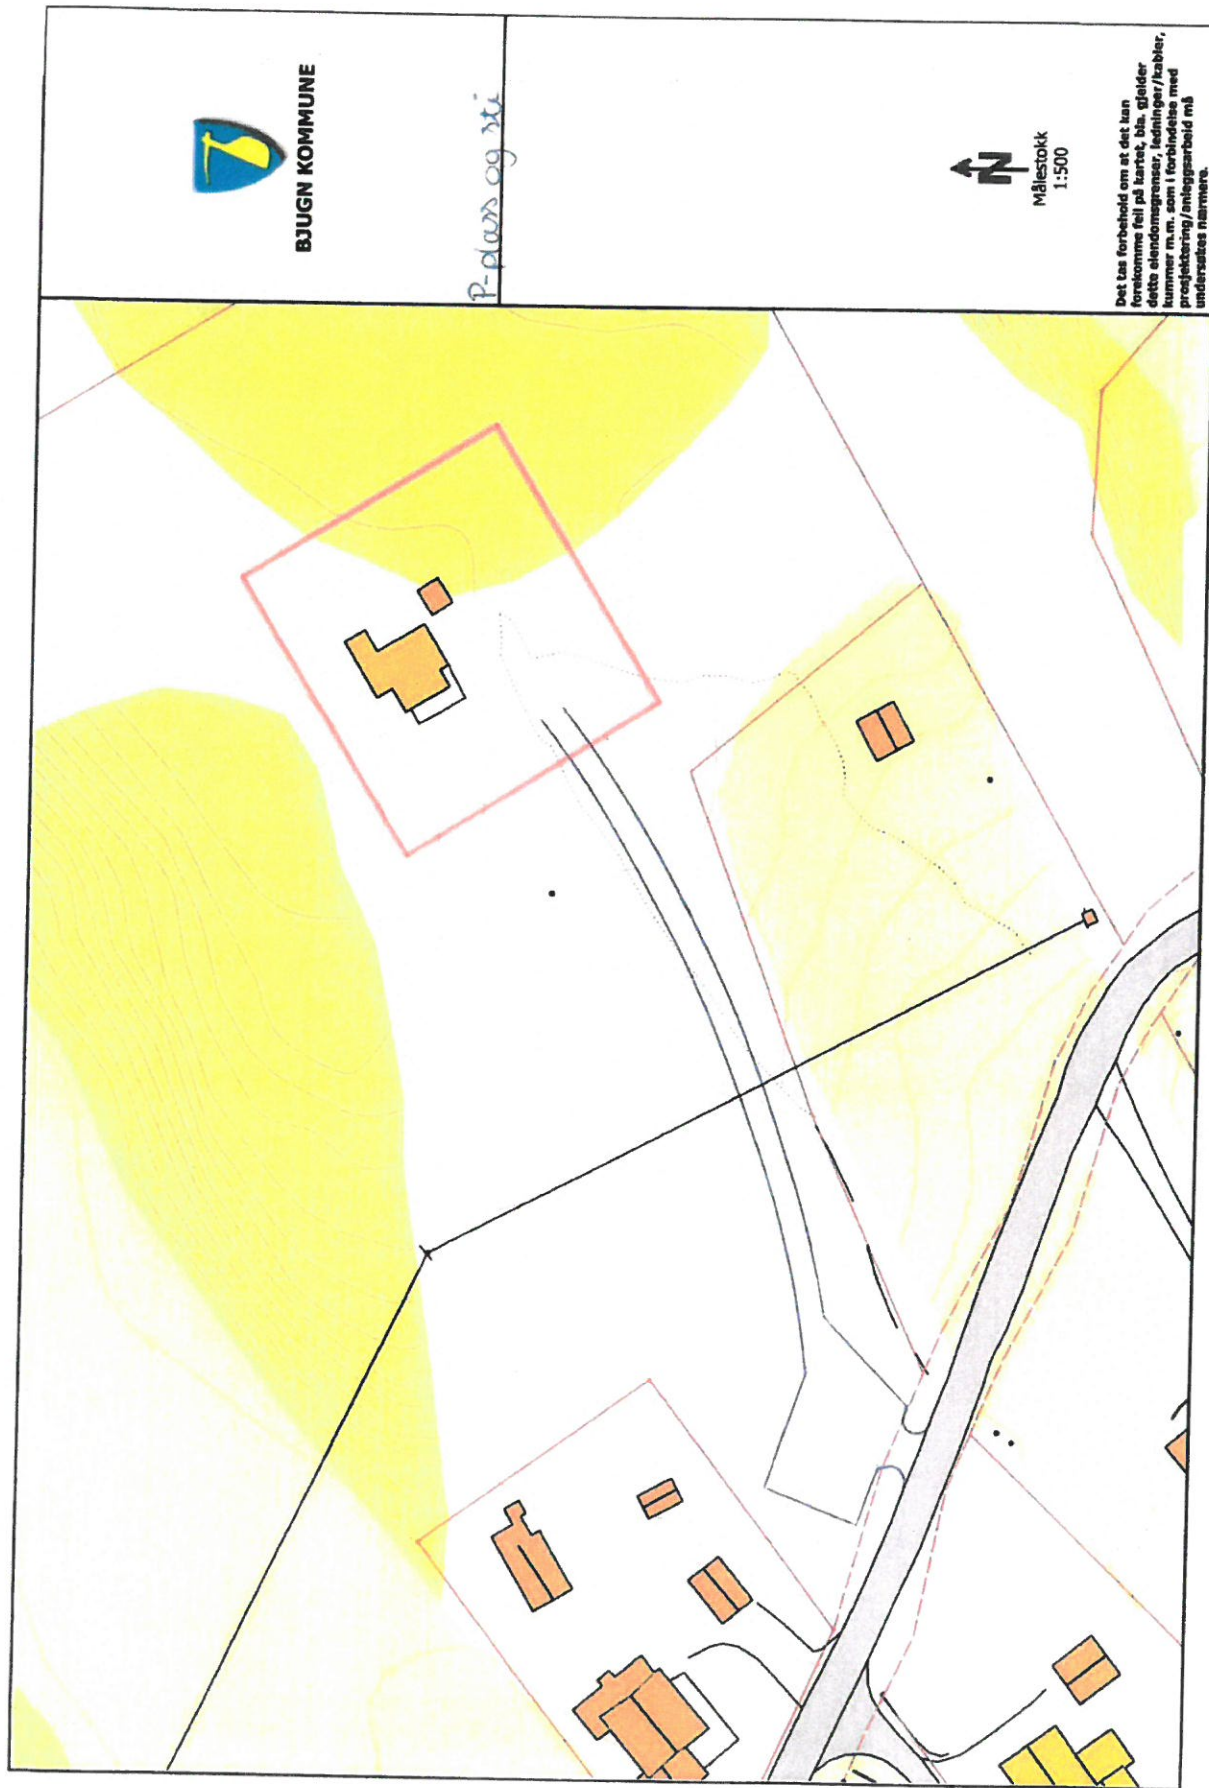 BJUGN KOMMUNE
P-plass og sti
N
Målestokk
1:500
Det tas forbehold om at det kan
forekomme feil på kartet, bla. gjelder
dette eiendomsgrenser, ledninger/kabler,
kummer m.m. som i forbindelse med
prosjektering/anleggsarbeid må
undersøkes nærmere.